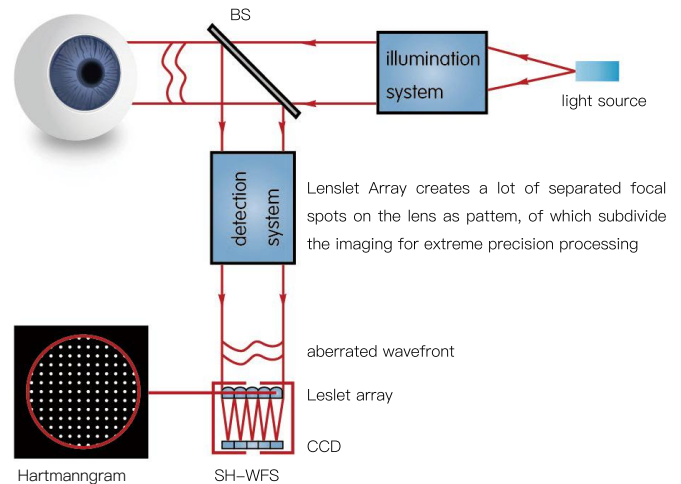 BS
illumination
system
light source
detection
system
Lenslet Array creates a lot of separated focal
spots on the lens as pattem, of which subdivide
the imaging for extreme precision processing
aberrated wavefront
Leslet array
CCD
Hartmanngram
SH-WFS